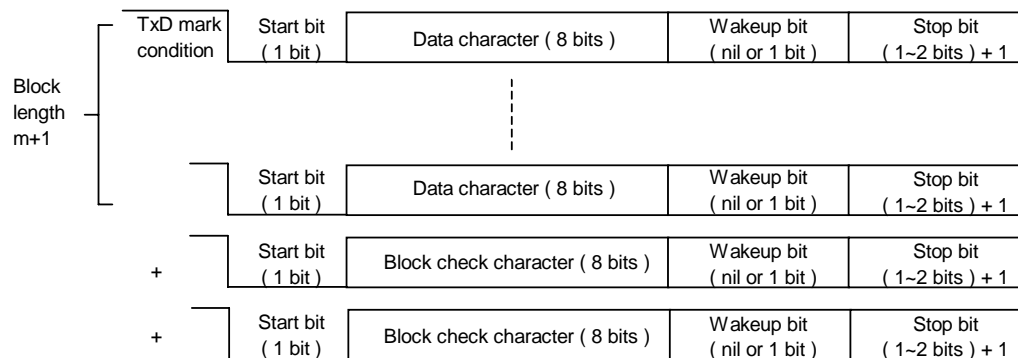 TxD mark
condition
Start bit
( 1 bit )
Data character ( 8 bits )
Wakeup bit
( nil or 1 bit )
Stop bit
( 1~2 bits ) + 1
Block
length
m+1
Start bit
( 1 bit )
Data character ( 8 bits )
Wakeup bit
( nil or 1 bit )
Stop bit
( 1~2 bits ) + 1
+
Start bit
( 1 bit )
Block check character ( 8 bits )
Wakeup bit
( nil or 1 bit )
Stop bit
( 1~2 bits ) + 1
+
Start bit
( 1 bit )
Block check character ( 8 bits )
Wakeup bit
( nil or 1 bit )
Stop bit
( 1~2 bits ) + 1